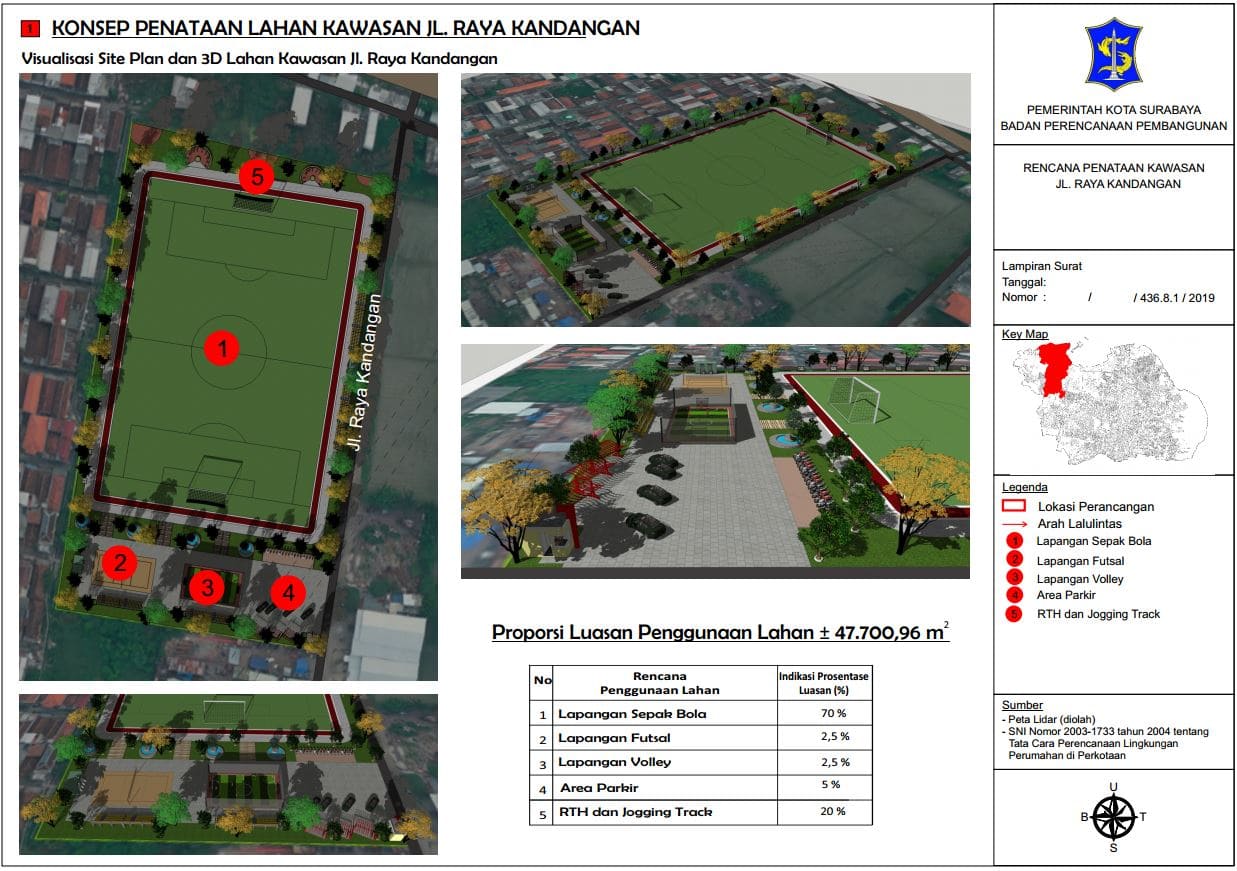 1 KONSEP PENATAAN LAHAN KAWASAN JL. RAYA KANDANGAN
Visualisasi Site Plan dan 3D Lahan Kawasan Jl. Raya Kandangan
5
1
Jl. Raya Kandangan
2
3
4
Proporsi Luasan Penggunaan Lahan ± 47.700,96 m²
No Rencana Penggunaan Lahan Indikasi Prosentase Luasan (%)
1 Lapangan Sepak Bola 70 %
2 Lapangan Futsal 2,5 %
3 Lapangan Volley 2,5 %
4 Area Parkir 5 %
5 RTH dan Jogging Track 20 %
PEMERINTAH KOTA SURABAYA
BADAN PERENCANAAN PEMBANGUNAN
RENCANA PENATAAN KAWASAN
JL. RAYA KANDANGAN
Lampiran Surat
Tanggal:
Nomor : / / 436.8.1 / 2019
Key Map
Legenda
Lokasi Perancangan
Arah Lalulintas
1 Lapangan Sepak Bola
2 Lapangan Futsal
3 Lapangan Volley
4 Area Parkir
5 RTH dan Jogging Track
Sumber
- Peta Lidar (diolah)
- SNI Nomor 2003-1733 tahun 2004 tentang
Tata Cara Perencanaan Lingkungan
Perumahan di Perkotaan
U
B T
S